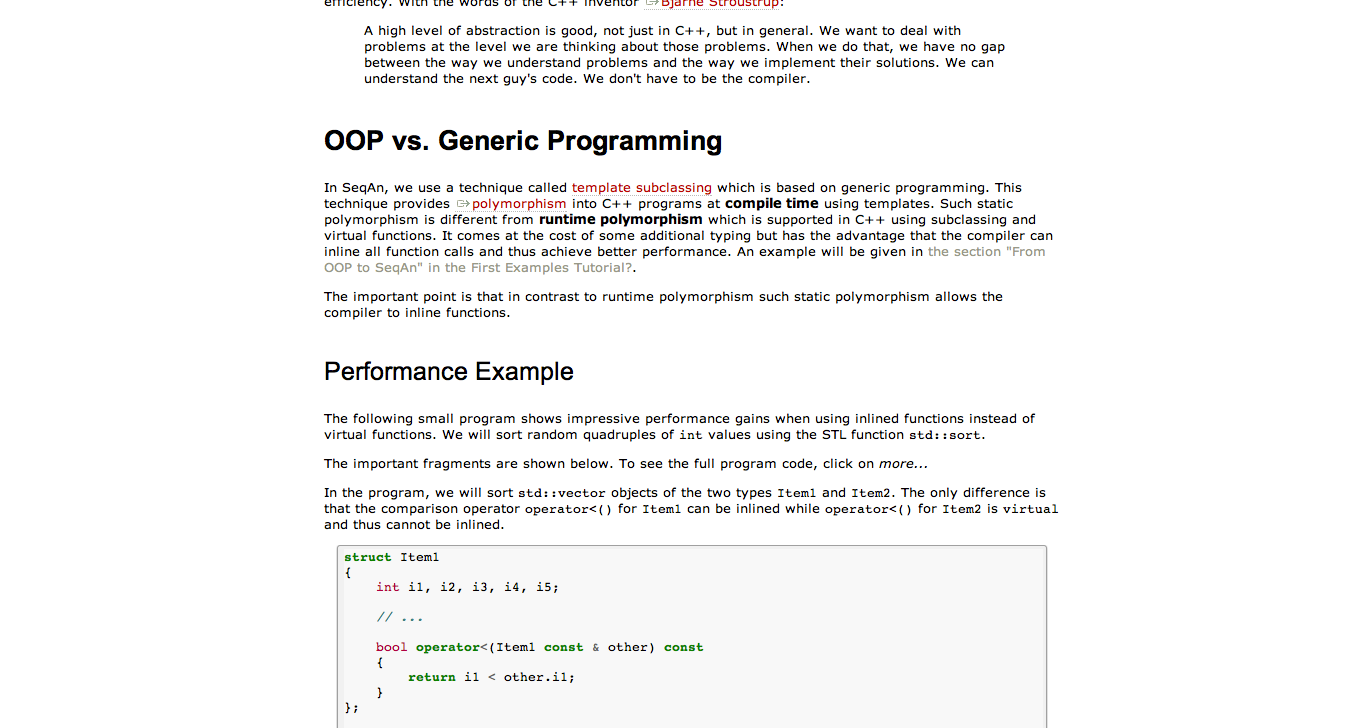 efficiency. With the words of the C++ inventor Bjarne Stroustrup:
A high level of abstraction is good, not just in C++, but in general. We want to deal with
problems at the level we are thinking about those problems. When we do that, we have no gap
between the way we understand problems and the way we implement their solutions. We can
understand the next guy's code. We don't have to be the compiler.
OOP vs. Generic Programming
In SeqAn, we use a technique called template subclassing which is based on generic programming. This
technique provides polymorphism into C++ programs at compile time using templates. Such static
polymorphism is different from runtime polymorphism which is supported in C++ using subclassing and
virtual functions. It comes at the cost of some additional typing but has the advantage that the compiler can
inline all function calls and thus achieve better performance. An example will be given in the section "From
OOP to SeqAn" in the First Examples Tutorial?.
The important point is that in contrast to runtime polymorphism such static polymorphism allows the
compiler to inline functions.
Performance Example
The following small program shows impressive performance gains when using inlined functions instead of
virtual functions. We will sort random quadruples of int values using the STL function std::sort.
The important fragments are shown below. To see the full program code, click on more...
In the program, we will sort std::vector objects of the two types Item1 and Item2. The only difference is
that the comparison operator operator<() for Item1 can be inlined while operator<() for Item2 is virtual
and thus cannot be inlined.
struct Item1
{
    int i1, i2, i3, i4, i5;
    // ...
    bool operator<(Item1 const & other) const
    {
        return i1 < other.i1;
    }
};